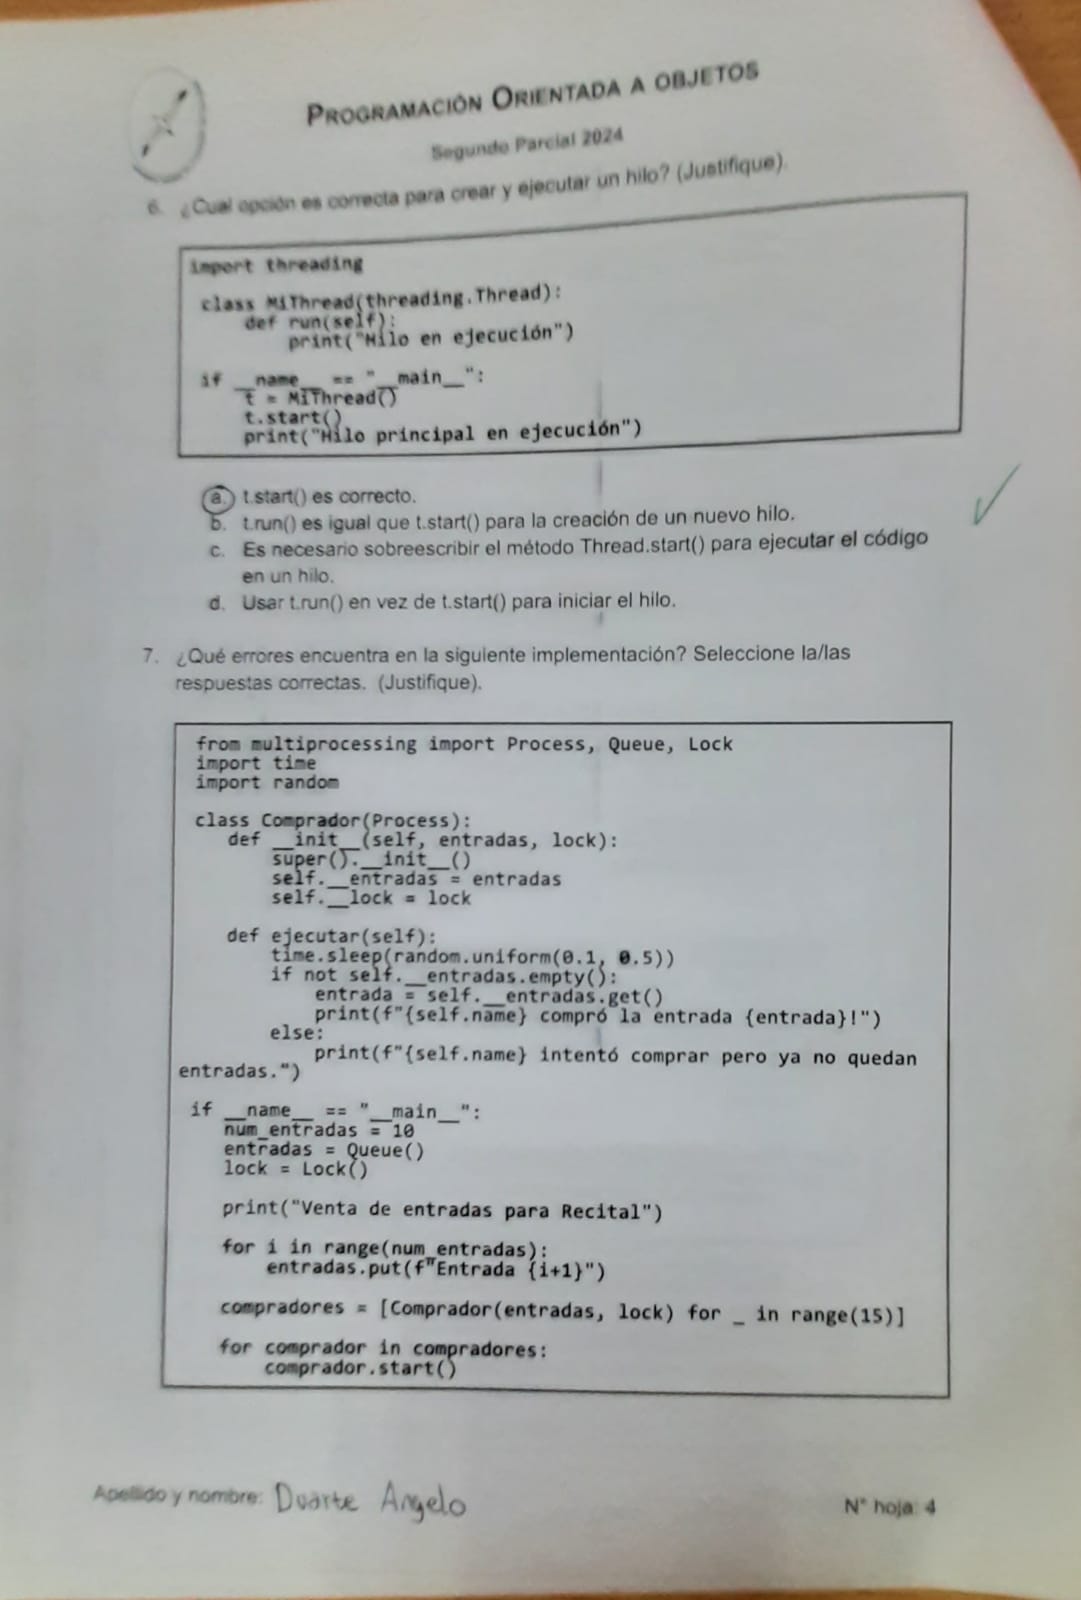 PROGRAMACIÓN ORIENTADA A OBJETOS
Segundo Parcial 2024
6. ¿Cual opción es correcta para crear y ejecutar un hilo? (Justifique).
import threading
class MiThread(threading.Thread):
def run(self):
print("Hilo en ejecución")
if __name__ == "__main__":
t = MiThread()
t.start()
print("Hilo principal en ejecución")
a. t.start() es correcto.
b. t.run() es igual que t.start() para la creación de un nuevo hilo.
c. Es necesario sobreescribir el método Thread.start() para ejecutar el código
en un hilo.
d. Usar t.run() en vez de t.start() para iniciar el hilo.
7. ¿Qué errores encuentra en la siguiente implementación? Seleccione la/las
respuestas correctas. (Justifique).
from multiprocessing import Process, Queue, Lock
import time
import random
class Comprador(Process):
def __init__(self, entradas, lock):
super().__init__()
self.__entradas = entradas
self.__lock = lock
def ejecutar(self):
time.sleep(random.uniform(0.1, 0.5))
if not self.__entradas.empty():
entrada = self.__entradas.get()
print(f"{self.name} compró la entrada {entrada}!")
else:
print(f"{self.name} intentó comprar pero ya no quedan
entradas.")
if __name__ == "__main__":
num_entradas = 10
entradas = Queue()
lock = Lock()
print("Venta de entradas para Recital")
for i in range(num_entradas):
entradas.put(f"Entrada {i+1}")
compradores = [Comprador(entradas, lock) for _ in range(15)]
for comprador in compradores:
comprador.start()
Apellido y nombre: Duarte Angelo
N° hoja: 4